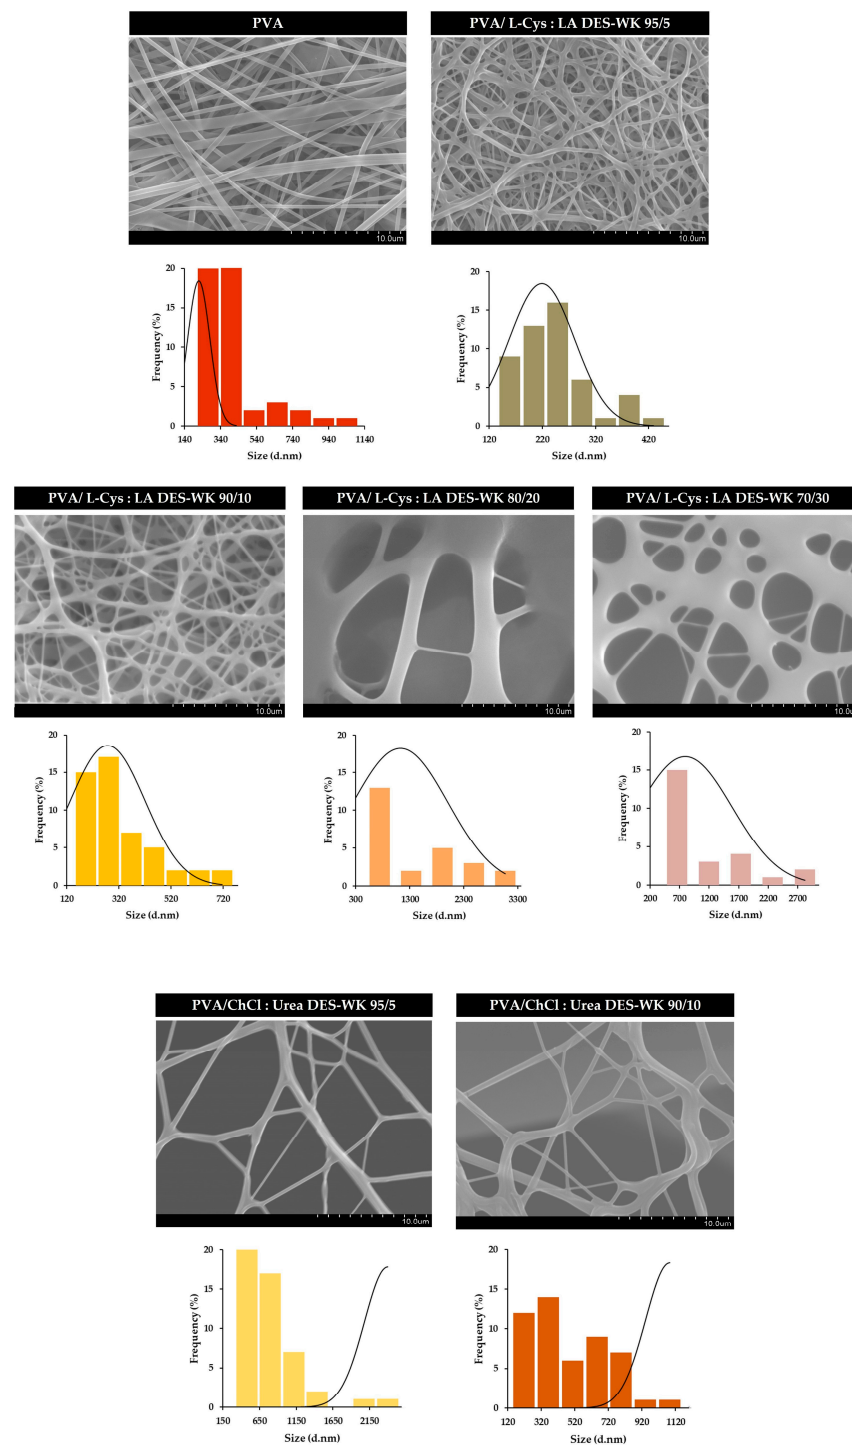 PVA
PVA/ L-Cys : LA DES-WK 95/5
10.0um
10.0um
20
15
10
5
0
Frequency (%)
140 340 540 740 940 1140
Size (d.nm)
20
15
10
5
0
Frequency (%)
120 220 320 420
Size (d.nm)
PVA/ L-Cys : LA DES-WK 90/10
PVA/ L-Cys : LA DES-WK 80/20
PVA/ L-Cys : LA DES-WK 70/30
10.0um
10.0um
10.0u
20
15
10
5
0
Frequency (%)
120 320 520 720
Size (d.nm)
20
15
10
5
0
Frequency (%)
300 1300 2300 3300
Size (d.nm)
20
15
10
5
0
Frequency (%)
200 700 1200 1700 2200 2700
Size (d.nm)
PVA/ChCl : Urea DES-WK 95/5
PVA/ChCl : Urea DES-WK 90/10
10.0um
10.0um
20
15
10
5
0
Frequency (%)
150 650 1150 1650 2150
Size (d.nm)
20
15
10
5
0
Frequency (%)
120 320 520 720 920 1120
Size (d.nm)